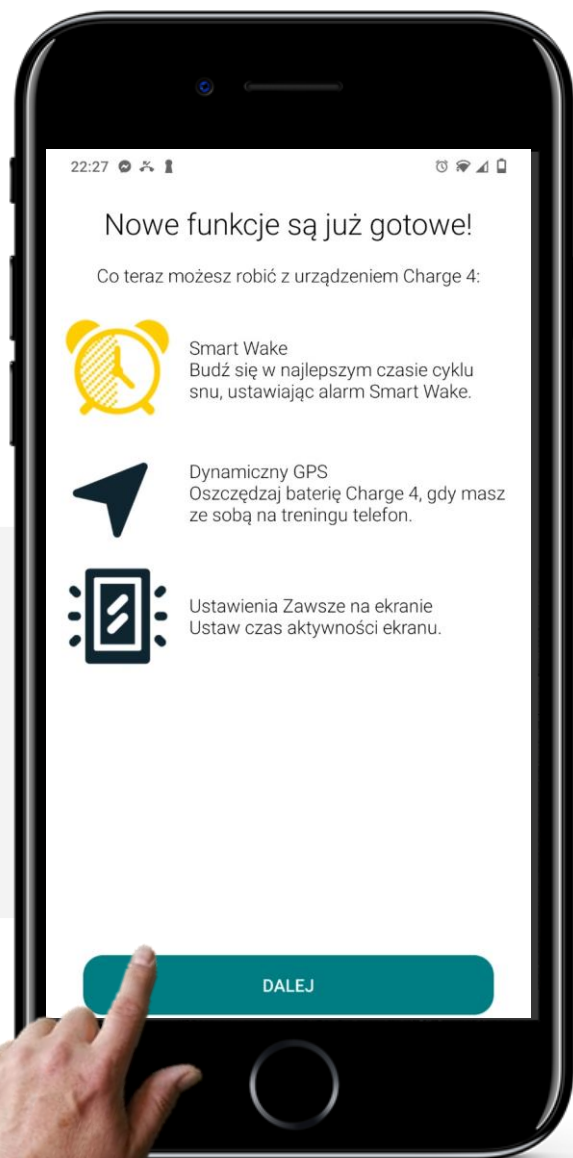 22:27
Nowe funkcje są już gotowe!
Co teraz możesz robić z urządzeniem Charge 4:
Smart Wake
Budź się w najlepszym czasie cyklu
snu, ustawiając alarm Smart Wake.
Dynamiczny GPS
Oszczędzaj baterię Charge 4, gdy masz
ze sobą na treningu telefon.
Ustawienia Zawsze na ekranie
Ustaw czas aktywności ekranu.
DALEJ